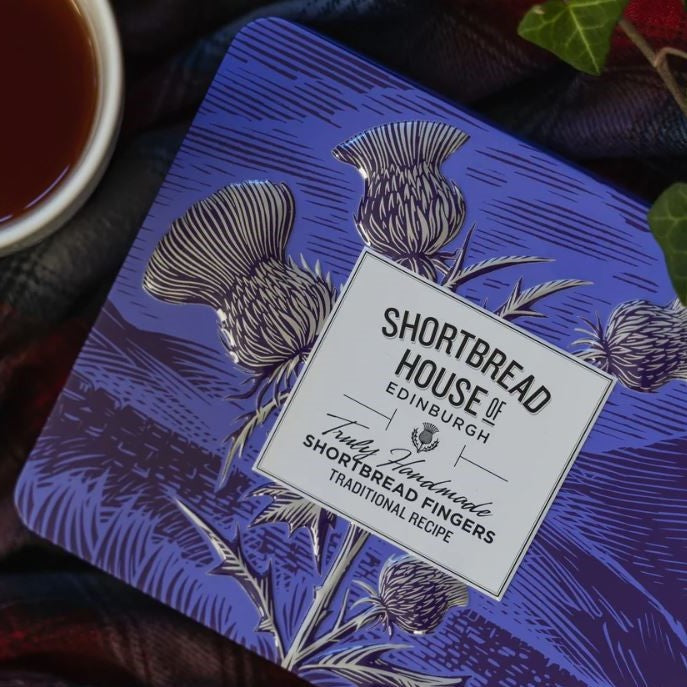 SHORTBREAD
HOUSE OF
EDINBURGH
Truly Handmade
SHORTBREAD FINGERS
TRADITIONAL RECIPE